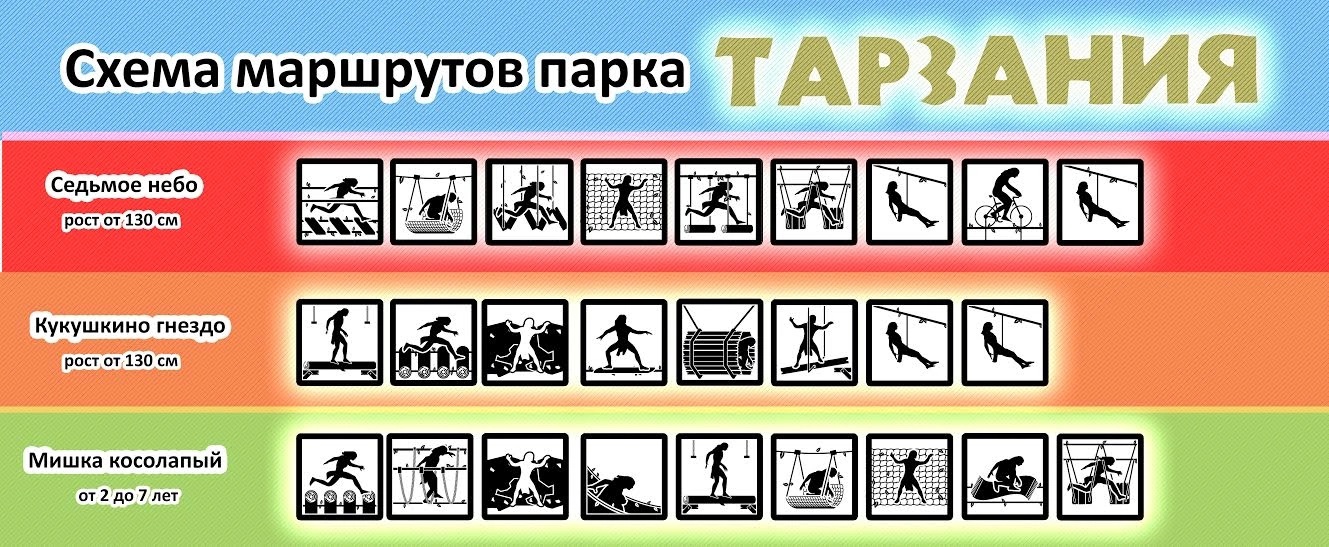 Схема маршрутов парка ТАРЗАНИЯ
Седьмое небо
рост от 130 см
Кукушкино гнездо
рост от 130 см
Мишка косолапый
от 2 до 7 лет